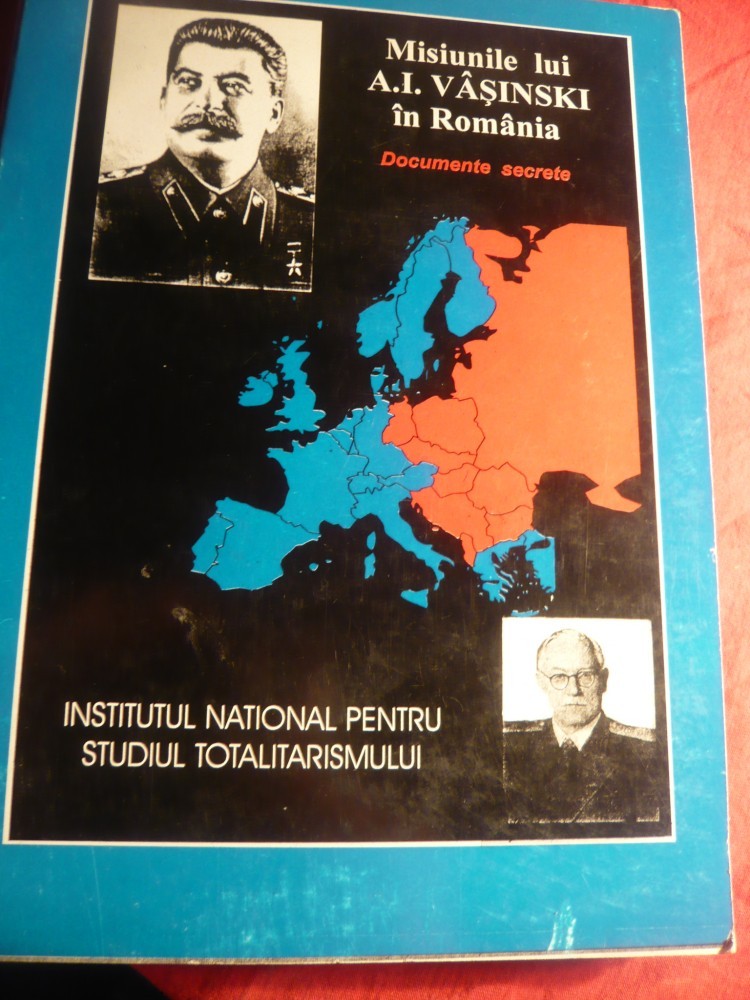 Misiunile lui
A.I. VÂŞINSKI
în România
Documente secrete
INSTITUTUL NATIONAL PENTRU
STUDIUL TOTALITARISMULUI